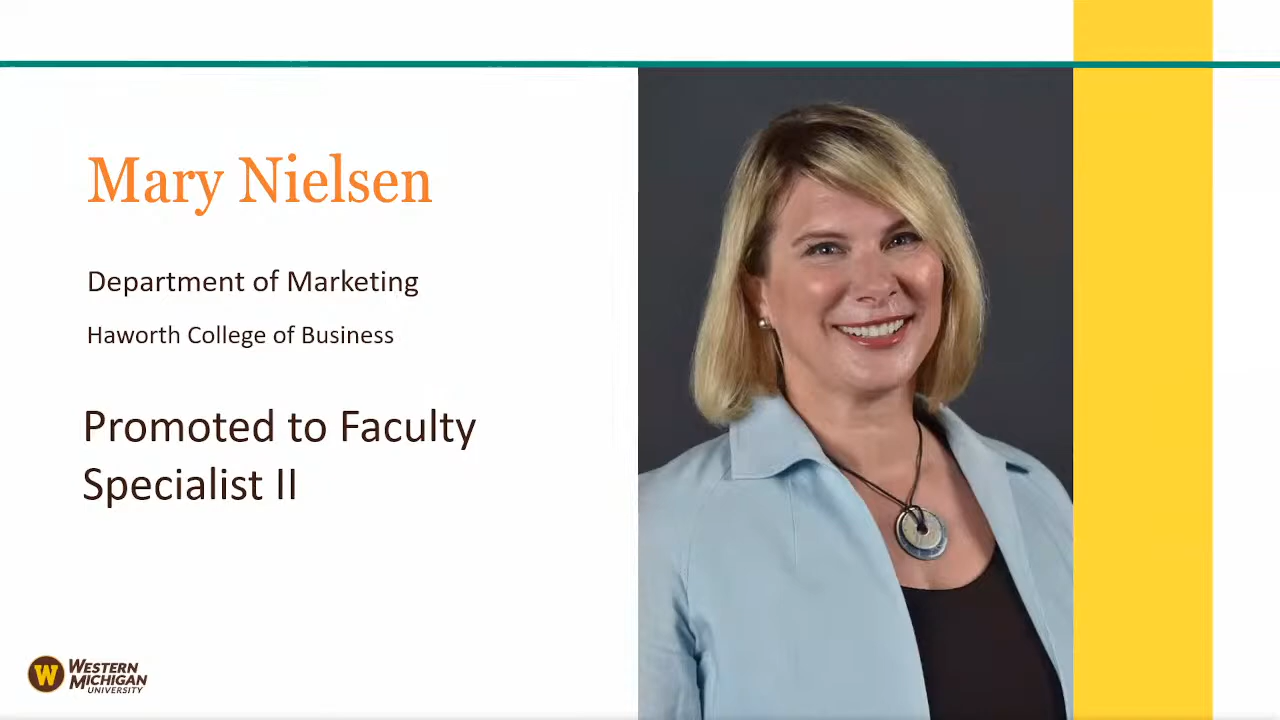 Mary Nielsen
Department of Marketing
Haworth College of Business
Promoted to Faculty
Specialist II
W
WESTERN
MICHIGAN
UNIVERSITY